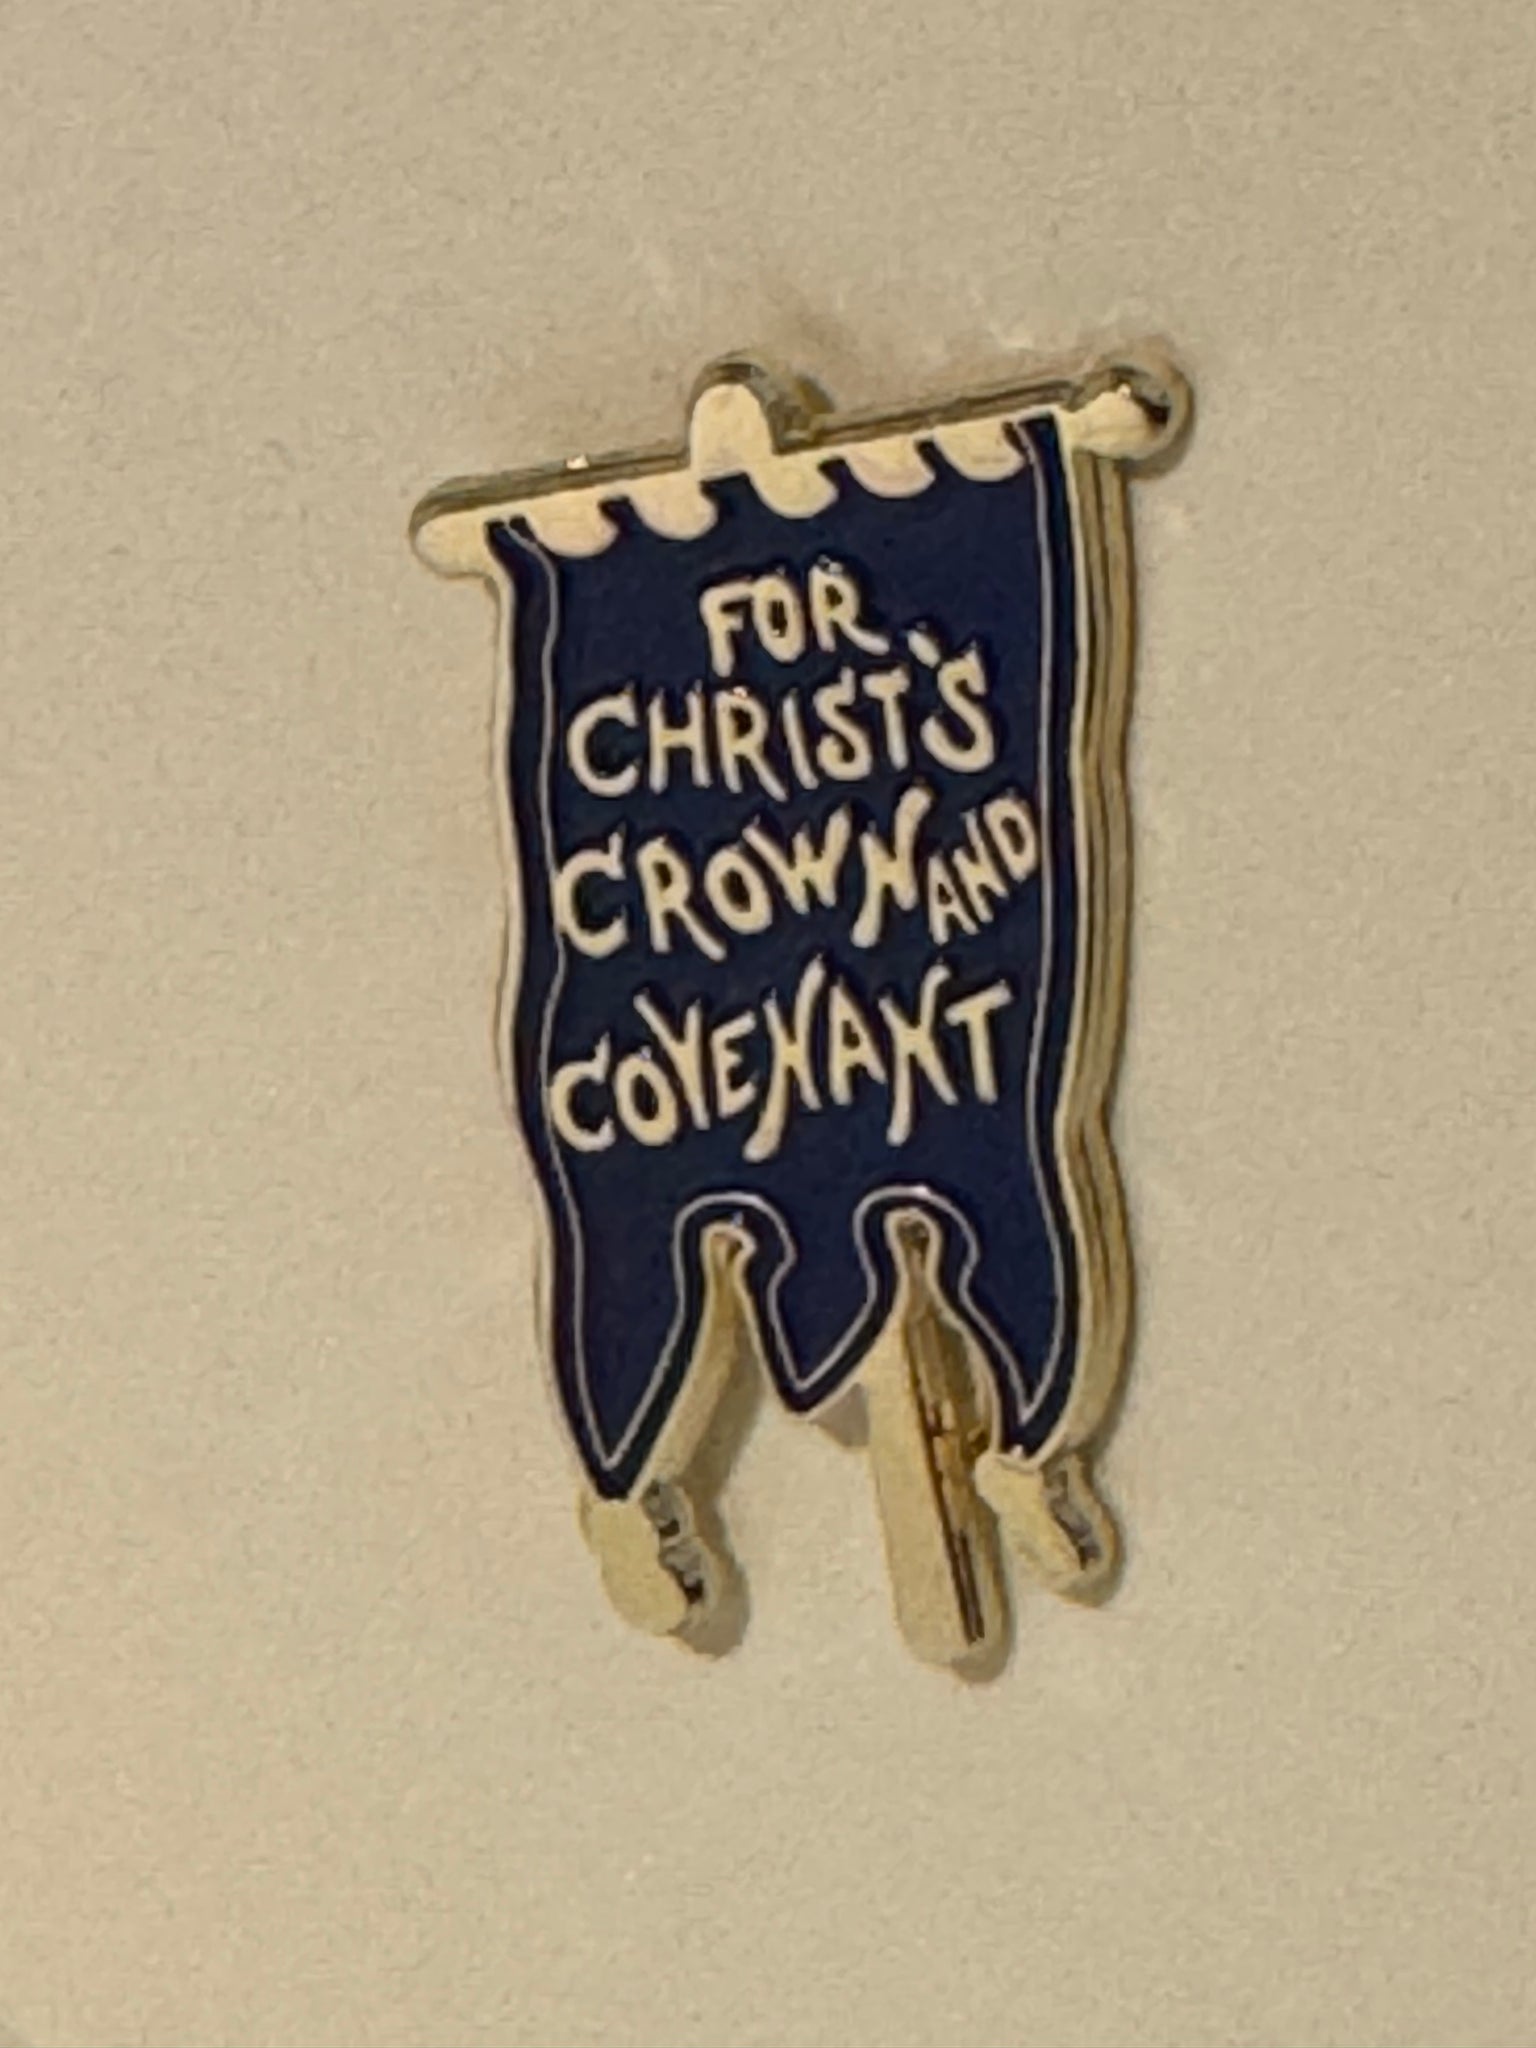 FOR
CHRIST'S
CROWN AND
COVENANT